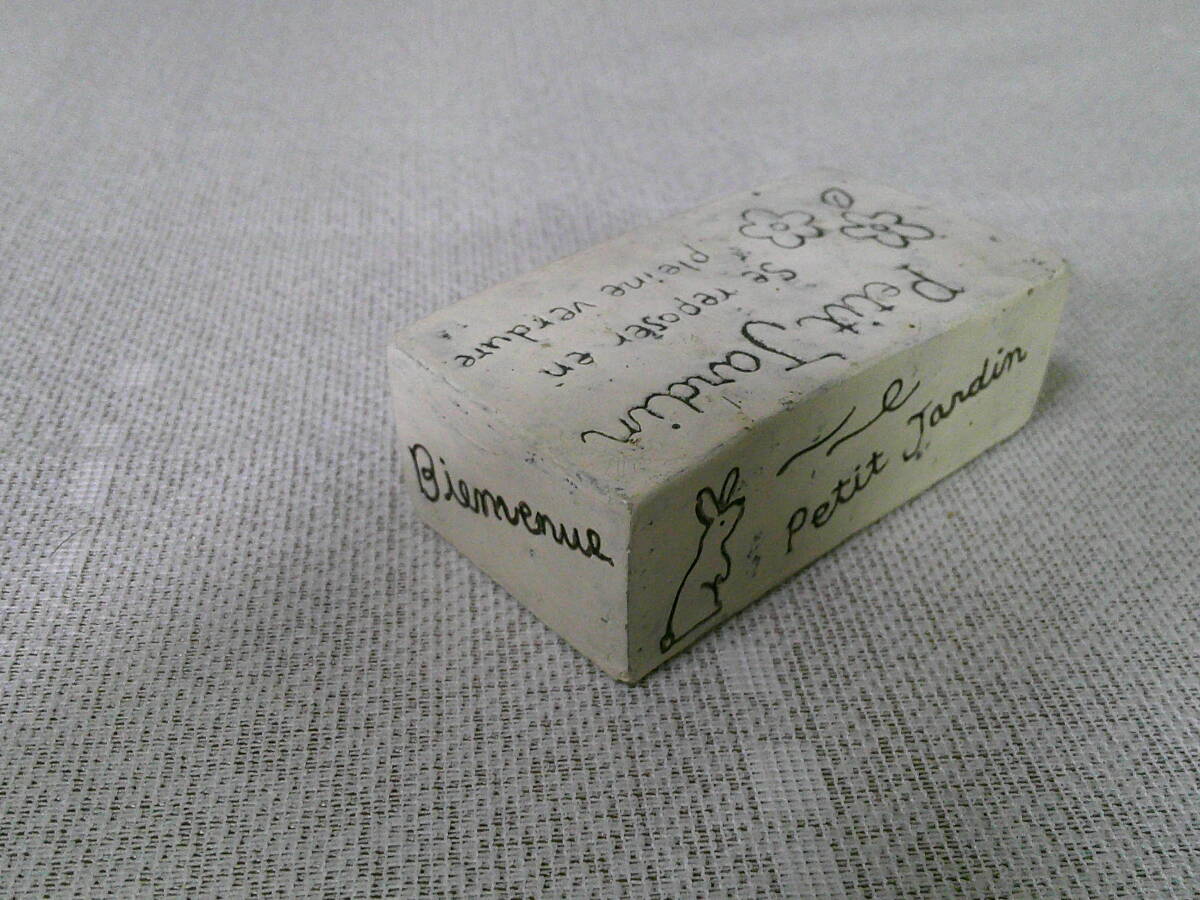 Petit Jardin
se reposer en
pleine verdure
Bienvenue
Petit Jardin